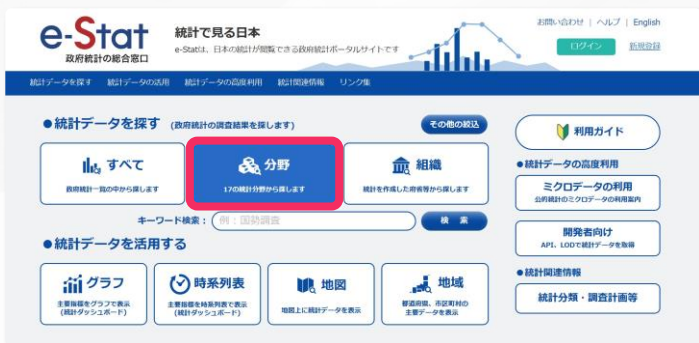 e-Stat
政府統計の総合窓口
統計で見る日本
e-Statは、日本の統計が閲覧できる政府統計ポータルサイトです
お問い合わせ | ヘルプ | English
ログイン 新規登録
統計データを探す 統計データの活用 統計データの高度利用 統計関連情報 リンク集
●統計データを探す (政府統計の調査結果を探します)
その他の絞込
すべて
政府統計一覧の中から探します
分野
17の統計分野から探します
組織
統計を作成した府省等から探します
キーワード検索: 例:国勢調査 検索
●統計データを活用する
グラフ
主要指標をグラフで表示
(統計ダッシュボード)
時系列表
主要指標を時系列表で表示
(統計ダッシュボード)
地図
地図上に統計データを表示
地域
都道府県、市区町村の
主要データを表示
利用ガイド
●統計データの高度利用
ミクロデータの利用
公的統計のミクロデータの利用案内
開発者向け
API、LODで統計データを取得
●統計関連情報
統計分類・調査計画等